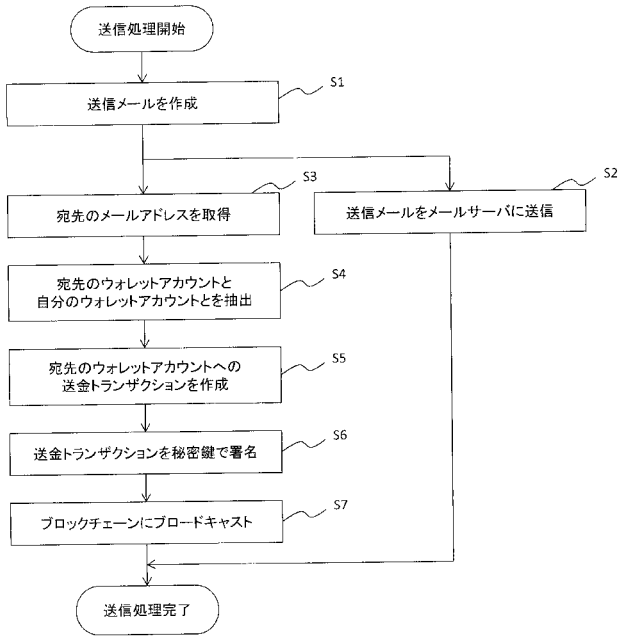 送信処理開始
送信メールを作成
S1
宛先のメールアドレスを取得
S3
送信メールをメールサーバに送信
S2
宛先のウォレットアカウントと
自分のウォレットアカウントとを抽出
S4
宛先のウォレットアカウントへの
送金トランザクションを作成
S5
送金トランザクションを秘密鍵で署名
S6
ブロックチェーンにブロードキャスト
S7
送信処理完了